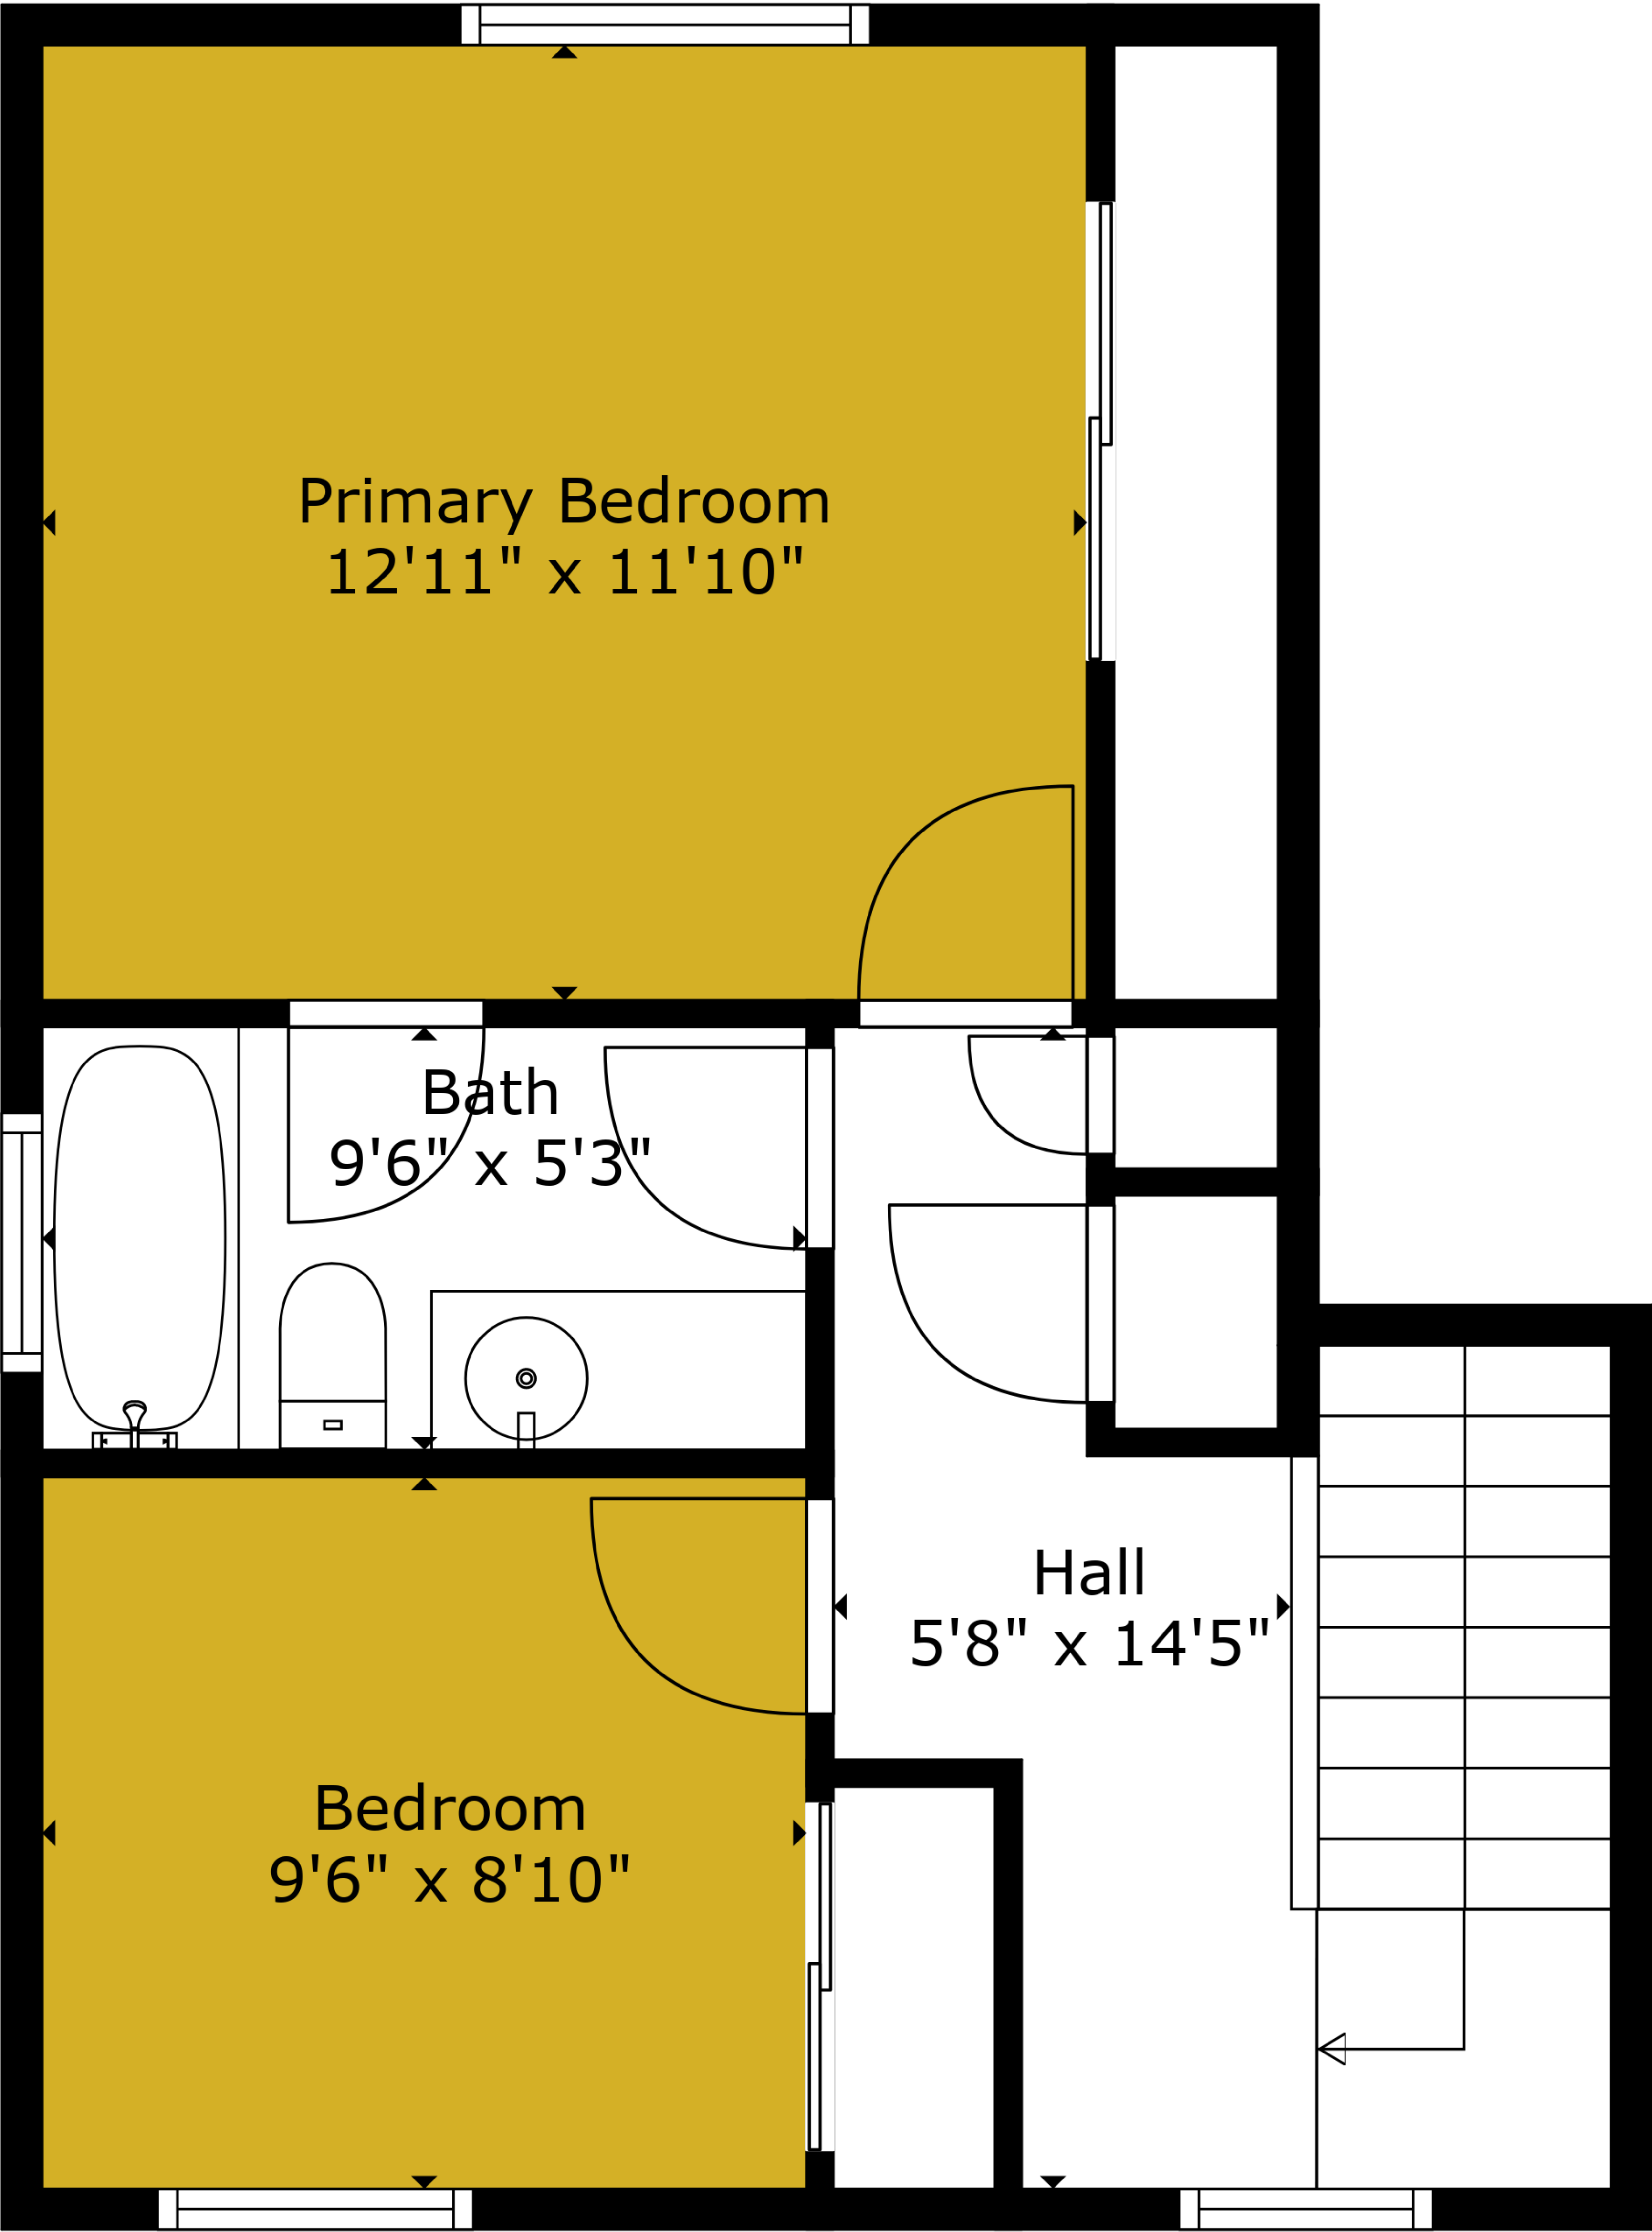 Primary Bedroom
12'11" x 11'10"
Bath
9'6" x 5'3"
Hall
5'8" x 14'5"
Bedroom
9'6" x 8'10"